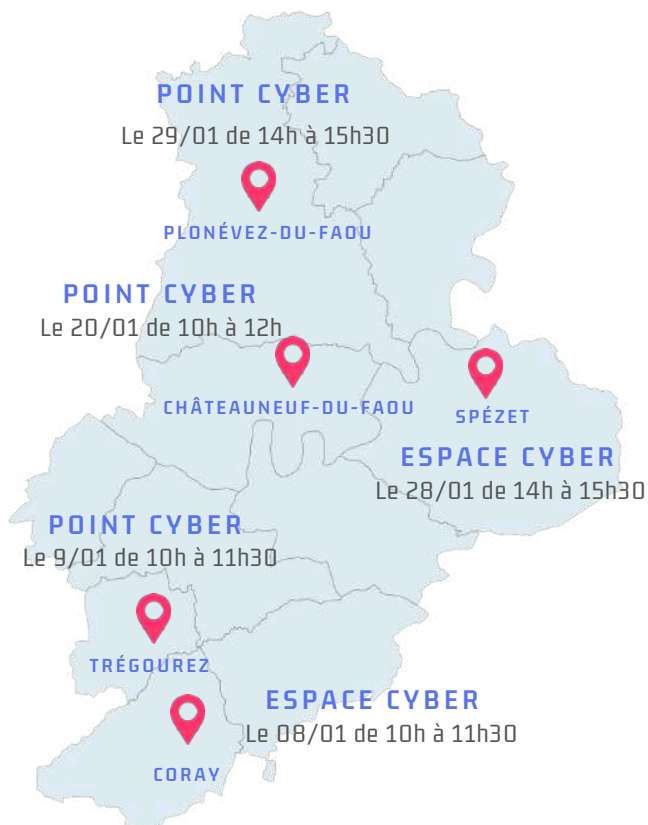 POINT CYBER
Le 29/01 de 14h à 15h30
PLONÉVEZ-DU-FAOU
POINT CYBER
Le 20/01 de 10h à 12h
CHÂTEAUNEUF-DU-FAOU
SPÉZET
ESPACE CYBER
Le 28/01 de 14h à 15h30
POINT CYBER
Le 9/01 de 10h à 11h30
TRÉGOUREZ
ESPACE CYBER
Le 08/01 de 10h à 11h30
CORAY